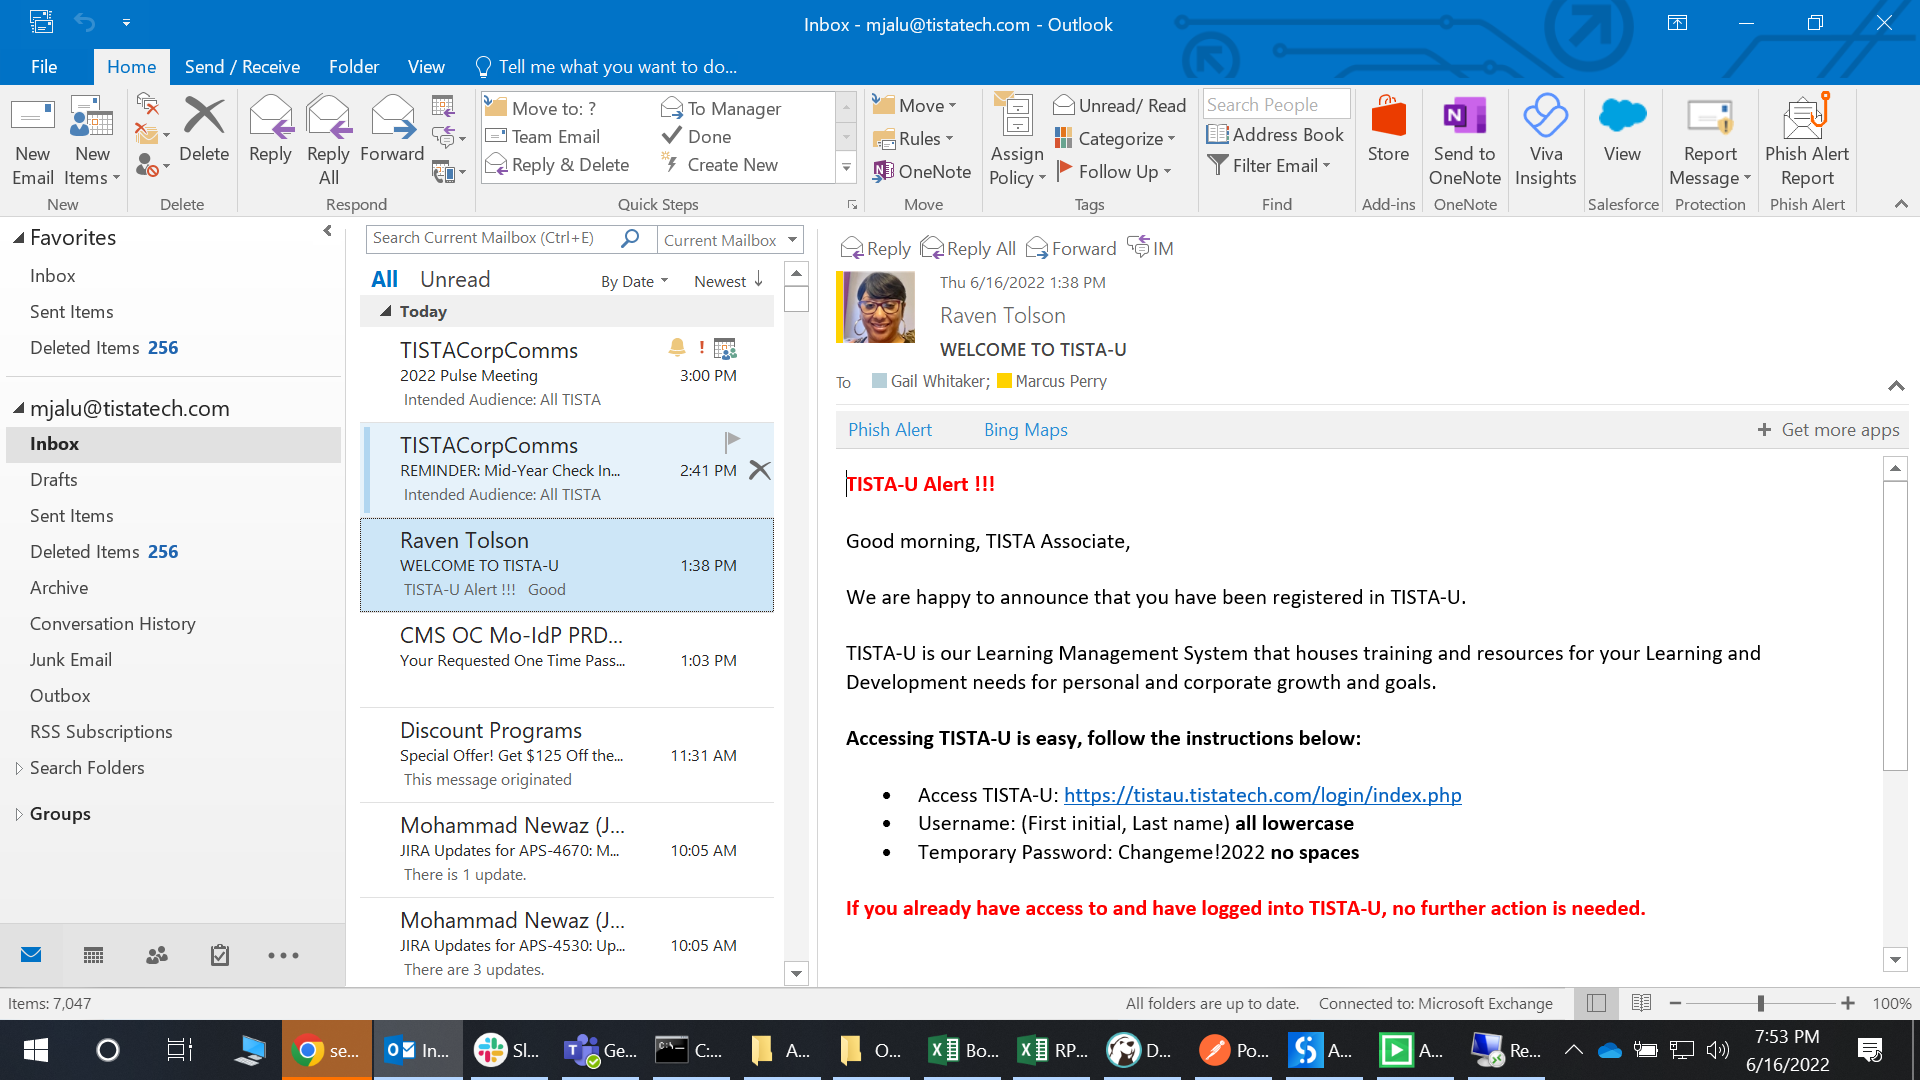 Inbox - mjalu@tistatech.com - Outlook
File
Home
Send / Receive
Folder
View
Tell me what you want to do...
New Email
New Items
New
Delete
Delete
Reply
Reply All
Forward
Respond
Move to: ?
To Manager
Team Email
Done
Reply & Delete
Create New
Quick Steps
Move
Rules
OneNote
Move
Assign Policy
Unread/ Read
Categorize
Follow Up
Tags
Search People
Address Book
Filter Email
Find
Store
Add-ins
Send to OneNote
OneNote
Viva Insights
View
Salesforce
Report Message
Protection
Phish Alert Report
Phish Alert
Favorites
Inbox
Sent Items
Deleted Items 256
mjalu@tistatech.com
Inbox
Drafts
Sent Items
Deleted Items 256
Archive
Conversation History
Junk Email
Outbox
RSS Subscriptions
Search Folders
Groups
Search Current Mailbox (Ctrl+E)
Current Mailbox
All
Unread
By Date
Newest
Today
TISTACorpComms
2022 Pulse Meeting 3:00 PM
Intended Audience: All TISTA
TISTACorpComms
REMINDER: Mid-Year Check In... 2:41 PM
Intended Audience: All TISTA
Raven Tolson
WELCOME TO TISTA-U 1:38 PM
TISTA-U Alert !!! Good
CMS OC Mo-IdP PRD...
Your Requested One Time Pass... 1:03 PM
Discount Programs
Special Offer! Get $125 Off the... 11:31 AM
This message originated
Mohammad Newaz (J...
JIRA Updates for APS-4670: M... 10:05 AM
There is 1 update.
Mohammad Newaz (J...
JIRA Updates for APS-4530: Up... 10:05 AM
There are 3 updates.
Reply
Reply All
Forward
IM
Thu 6/16/2022 1:38 PM
Raven Tolson
WELCOME TO TISTA-U
To Gail Whitaker; Marcus Perry
Phish Alert
Bing Maps
+ Get more apps
TISTA-U Alert !!!
Good morning, TISTA Associate,
We are happy to announce that you have been registered in TISTA-U.
TISTA-U is our Learning Management System that houses training and resources for your Learning and
Development needs for personal and corporate growth and goals.
Accessing TISTA-U is easy, follow the instructions below:
• Access TISTA-U: https://tistau.tistatech.com/login/index.php
• Username: (First initial, Last name) all lowercase
• Temporary Password: Changeme!2022 no spaces
If you already have access to and have logged into TISTA-U, no further action is needed.
Items: 7,047
All folders are up to date.
Connected to: Microsoft Exchange
100%
se...
In...
Sl...
Ge...
C:...
A...
O...
Bo...
RP...
D...
Po...
A...
A...
Re...
7:53 PM
6/16/2022